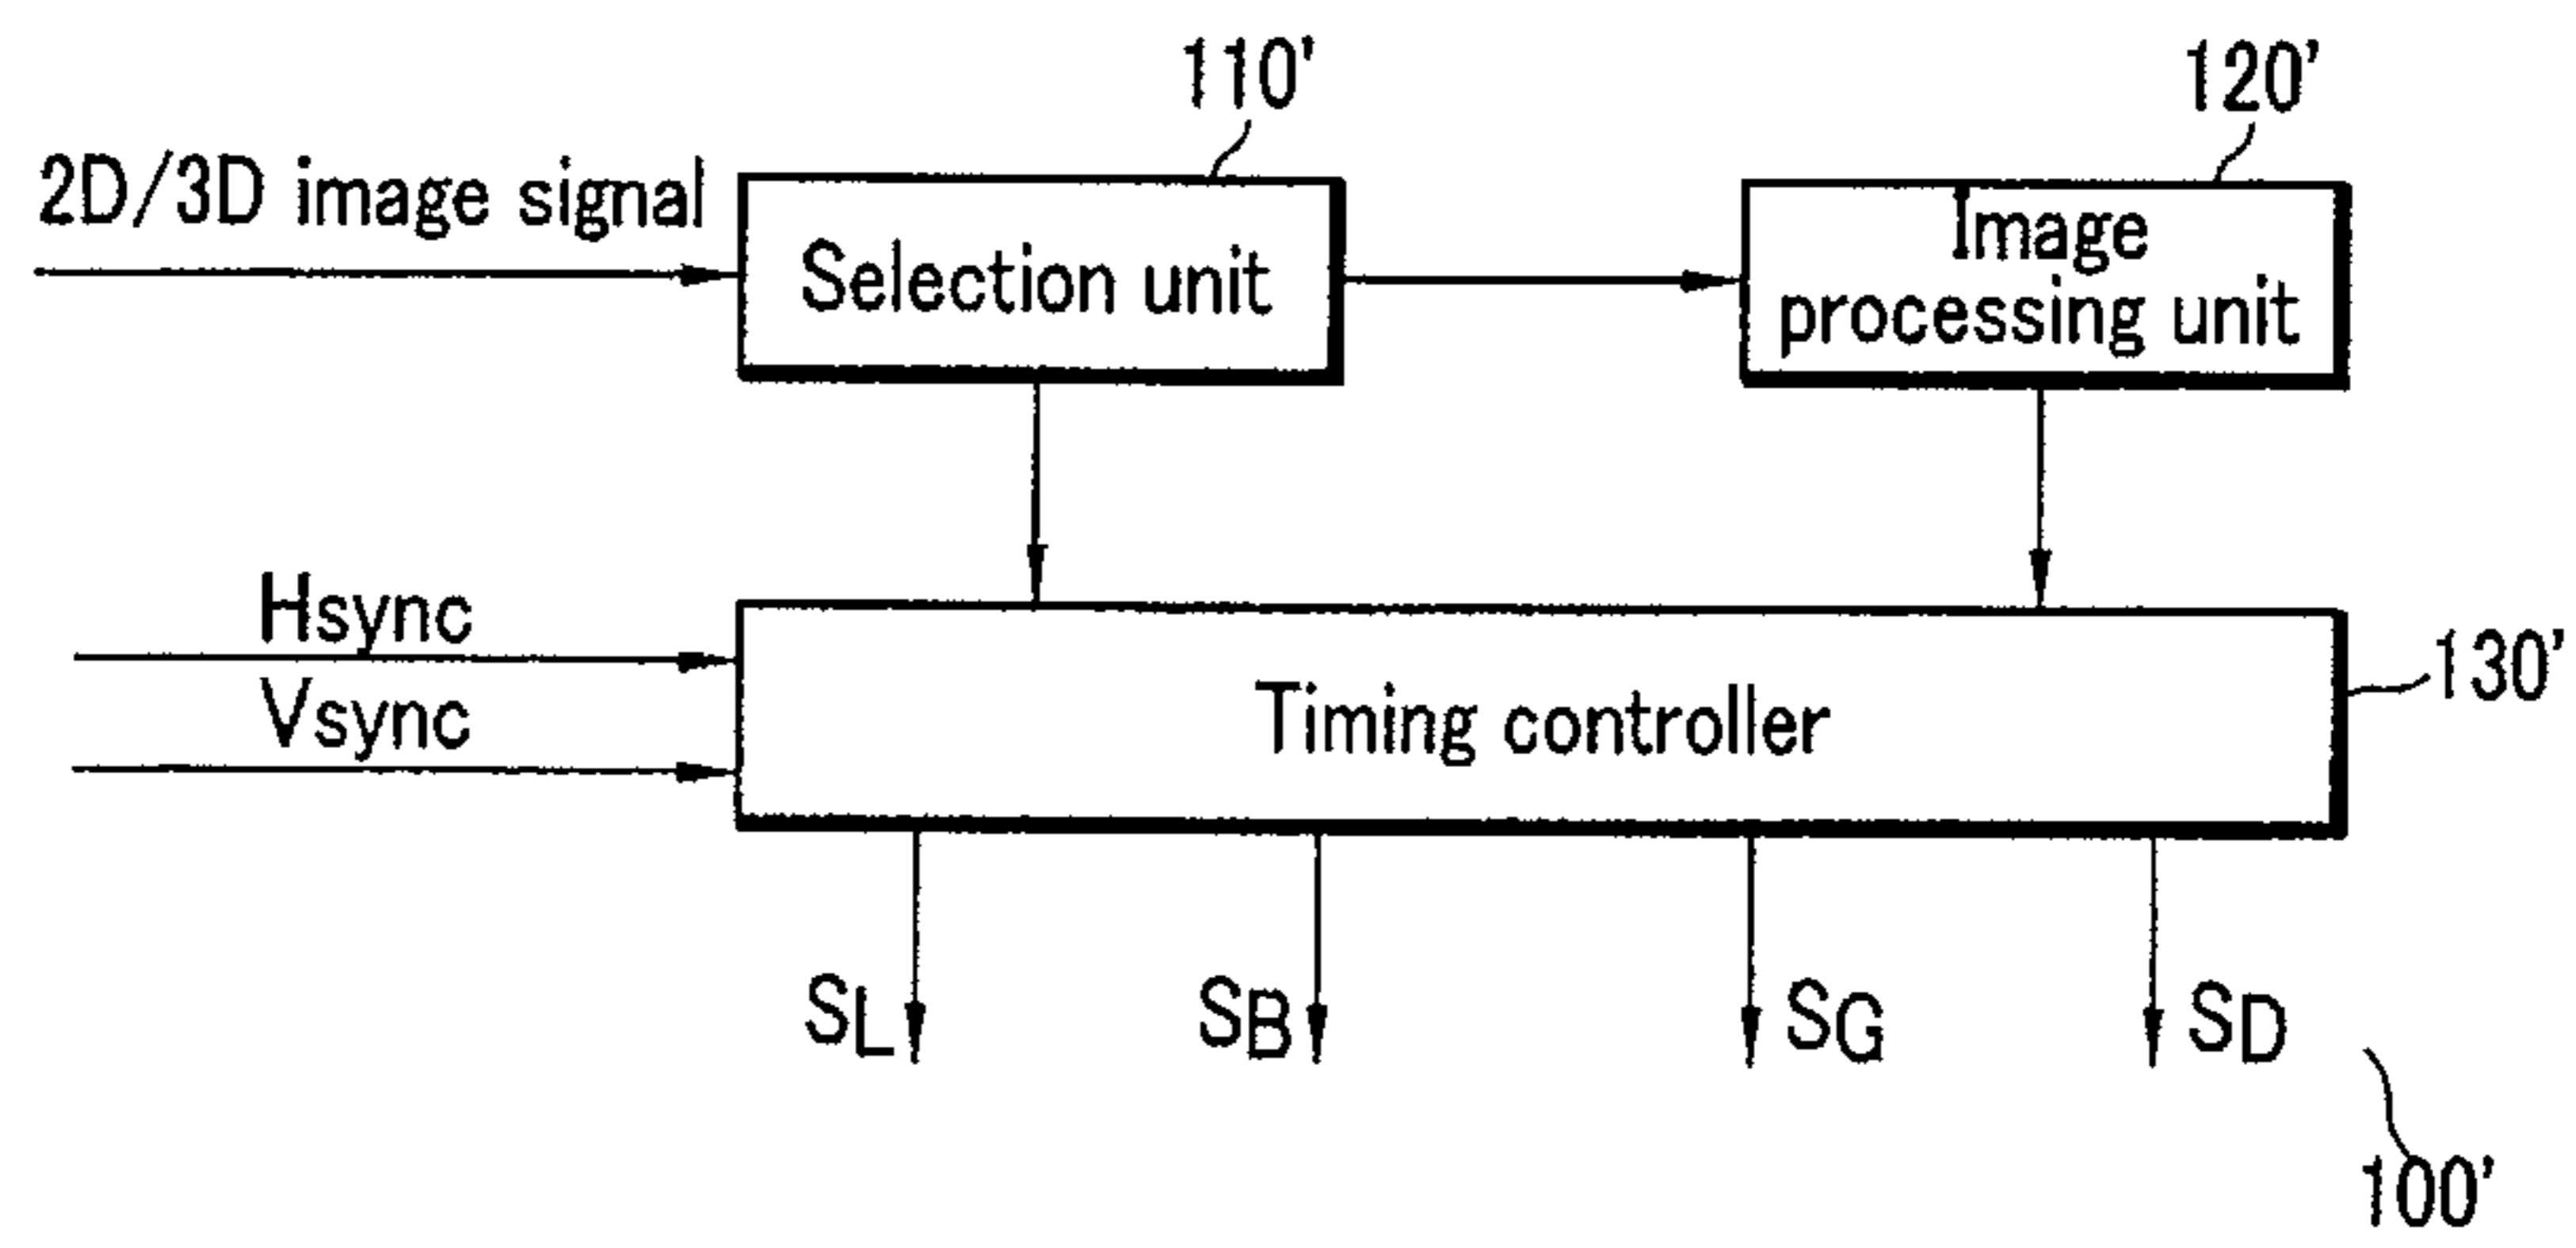 110'
120'
2D/3D image signal
Selection unit
Image
processing unit
Hsync
Vsync
Timing controller
130'
SL
SB
SG
SD
100'